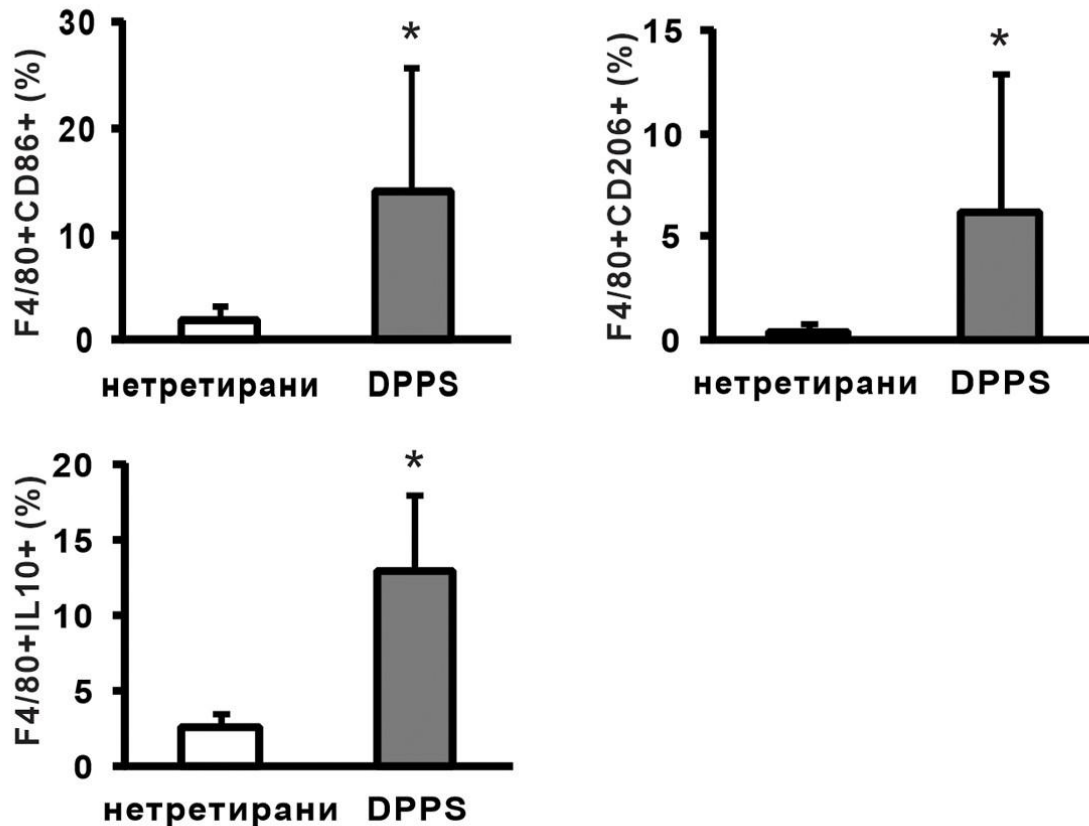 F4/80+CD86+ (%)
30
20
10
0
*
нетретирани DPPS
F4/80+CD206+ (%)
15
10
5
0
*
нетретирани DPPS
F4/80+IL10+ (%)
20
15
10
5
0
*
нетретирани DPPS